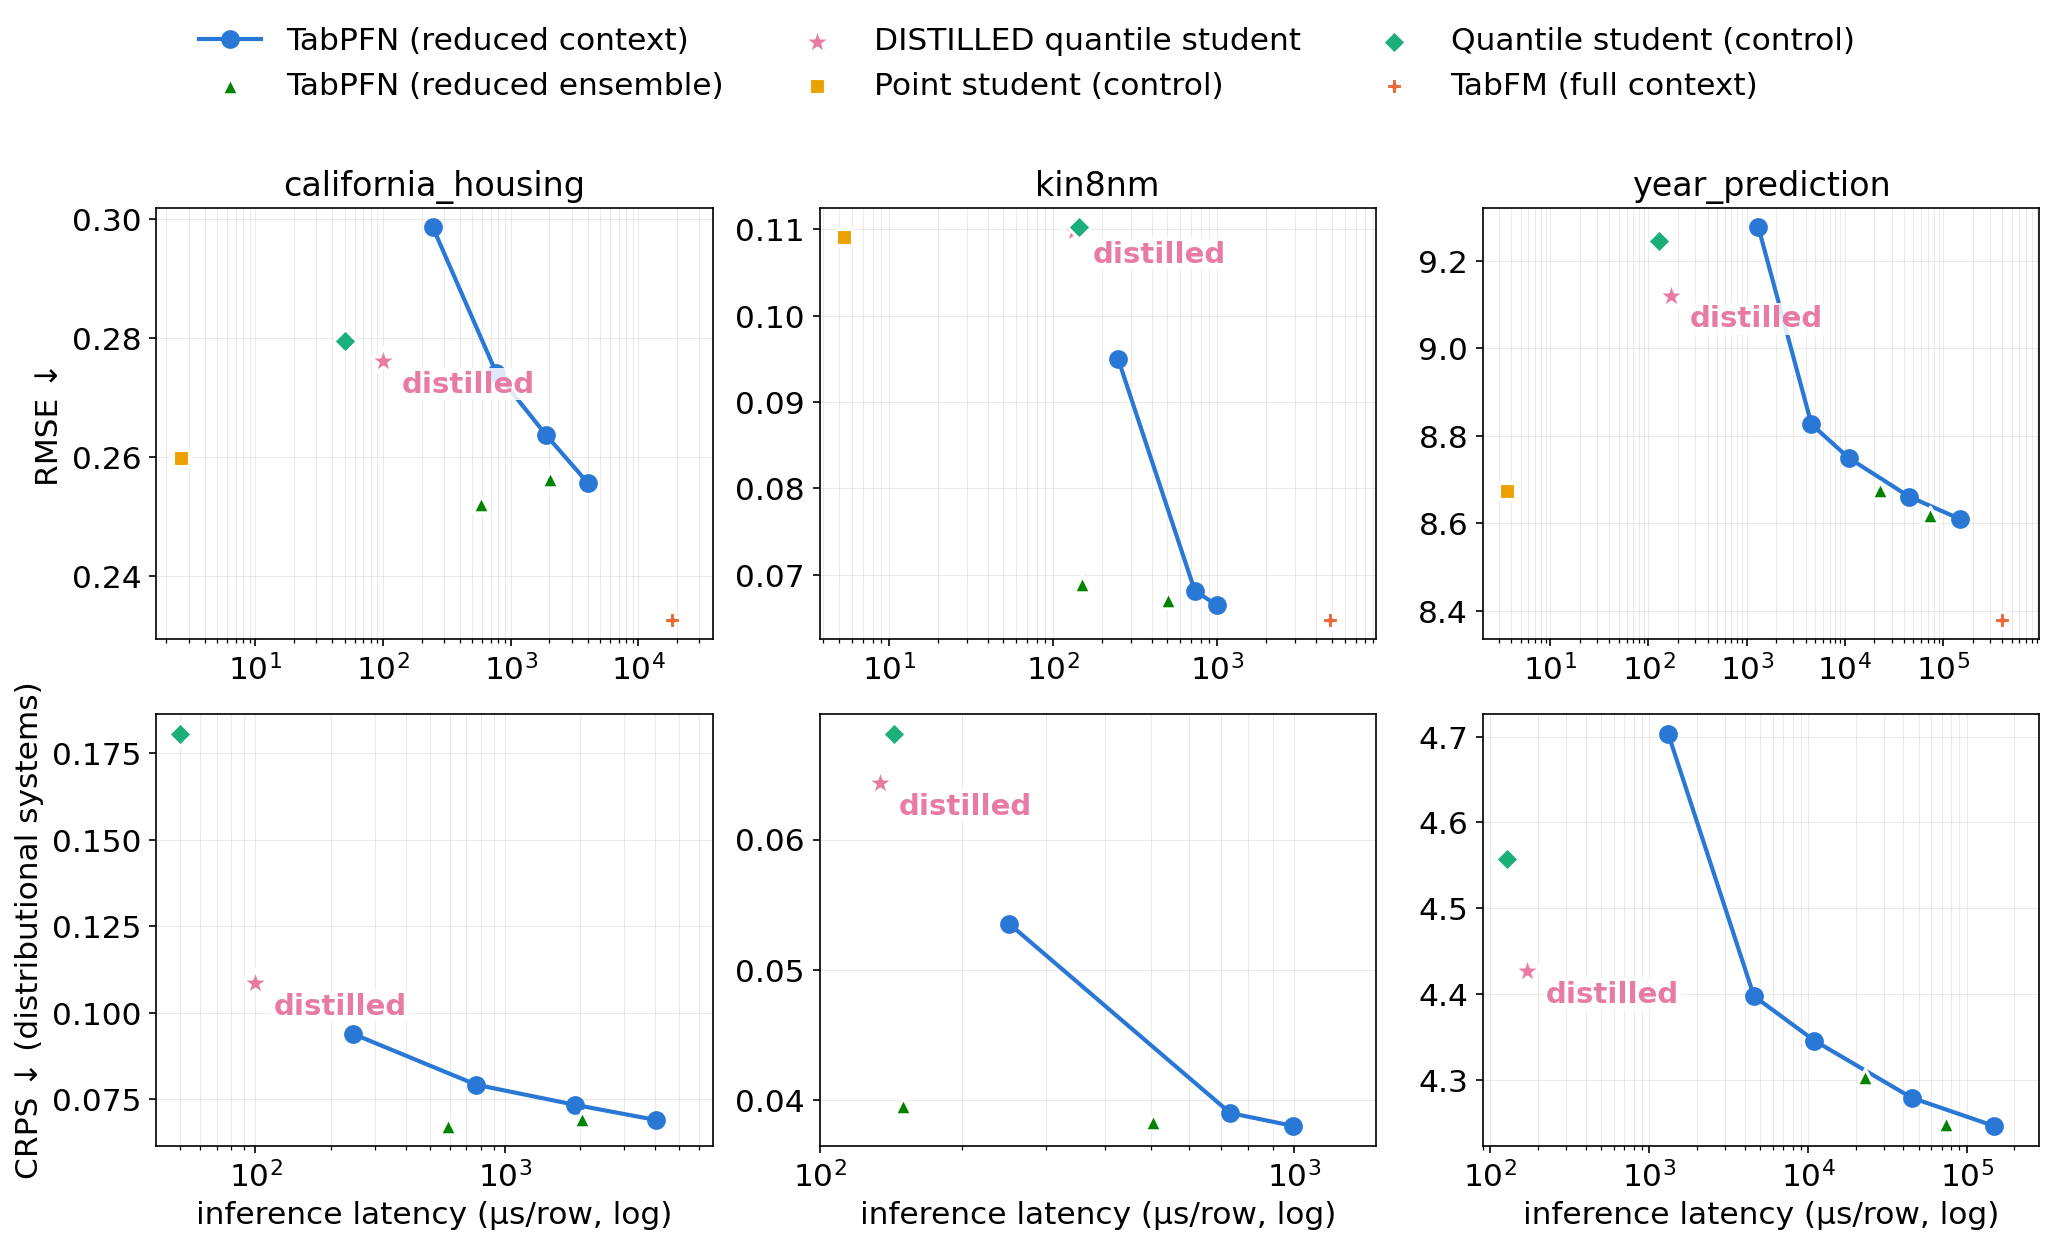 TabPFN (reduced context)
DISTILLED quantile student
Quantile student (control)
TabPFN (reduced ensemble)
Point student (control)
TabFM (full context)
california_housing
kin8nm
year_prediction
RMSE ↓
0.30
0.28
0.26
0.24
distilled
10¹ 10² 10³ 10⁴
0.11
0.10
0.09
0.08
0.07
distilled
10¹ 10² 10³
9.2
9.0
8.8
8.6
8.4
distilled
10¹ 10² 10³ 10⁴ 10⁵
CRPS ↓ (distributional systems)
0.175
0.150
0.125
0.100
0.075
distilled
10² 10³
inference latency (µs/row, log)
0.06
0.05
0.04
distilled
10² 10³
inference latency (µs/row, log)
4.7
4.6
4.5
4.4
4.3
distilled
10² 10³ 10⁴ 10⁵
inference latency (µs/row, log)